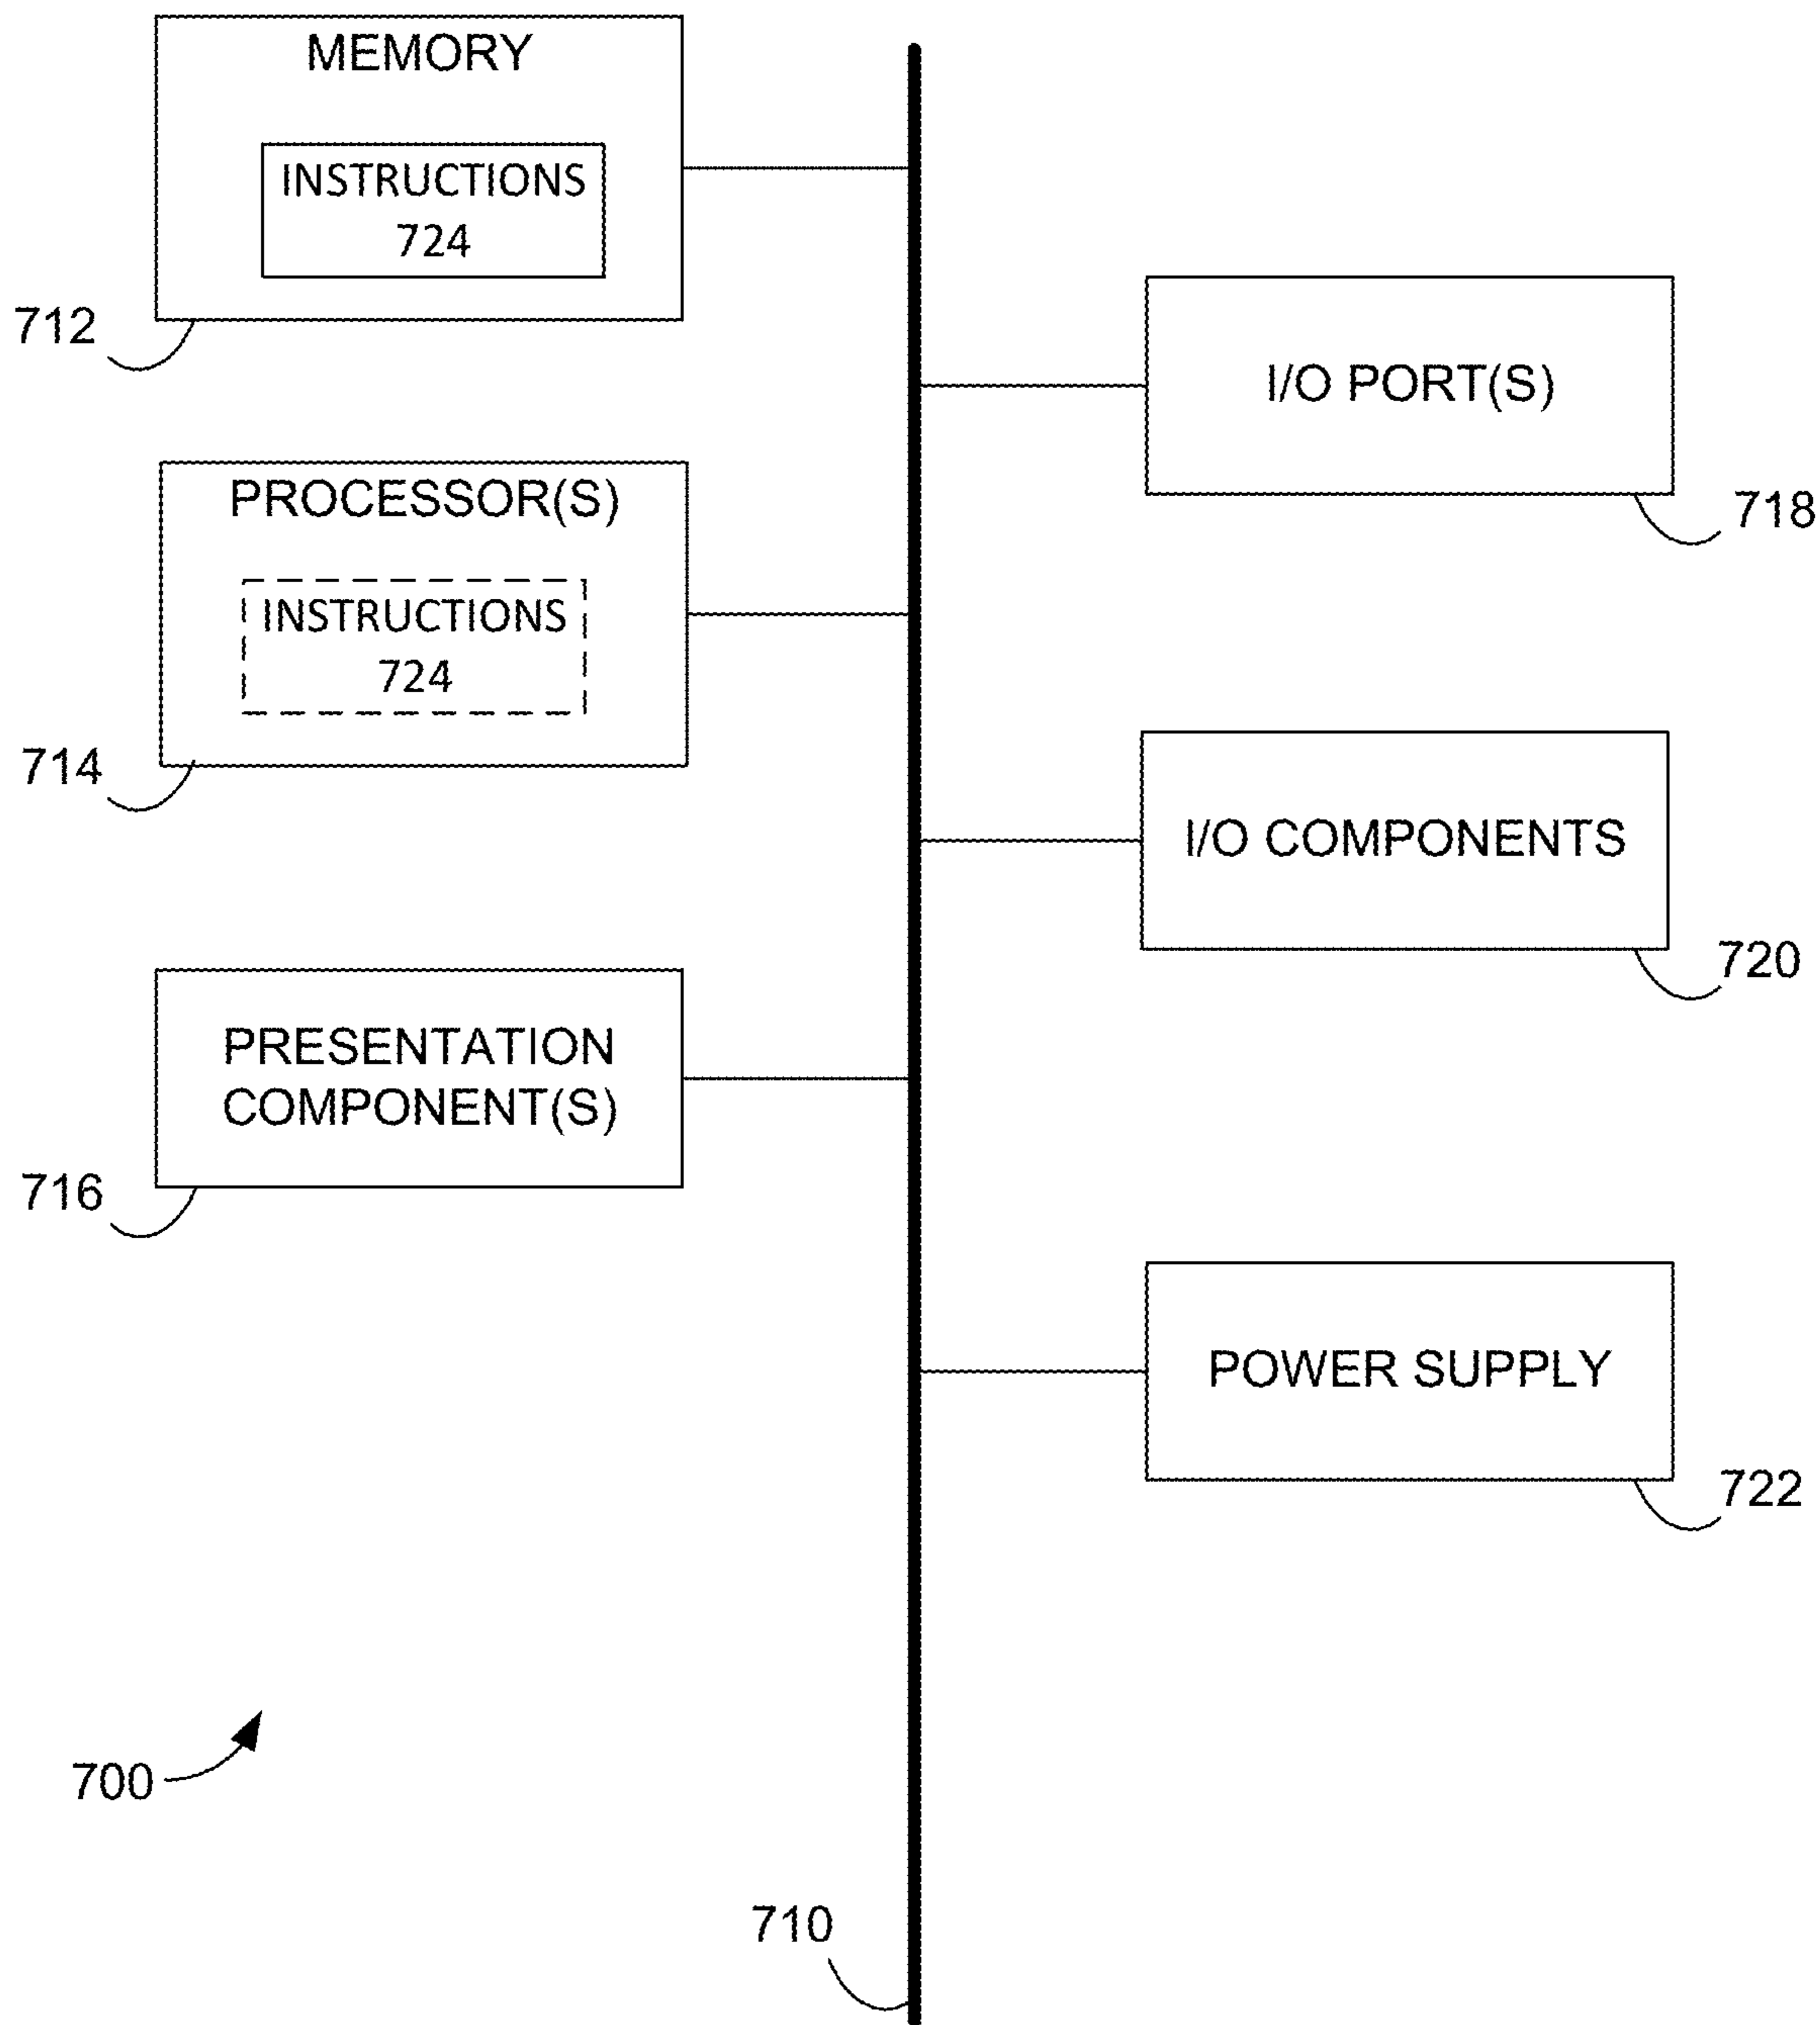 MEMORY
INSTRUCTIONS
724
712
I/O PORT(S)
718
PROCESSOR(S)
INSTRUCTIONS
724
714
I/O COMPONENTS
720
PRESENTATION
COMPONENT(S)
716
POWER SUPPLY
722
700
710